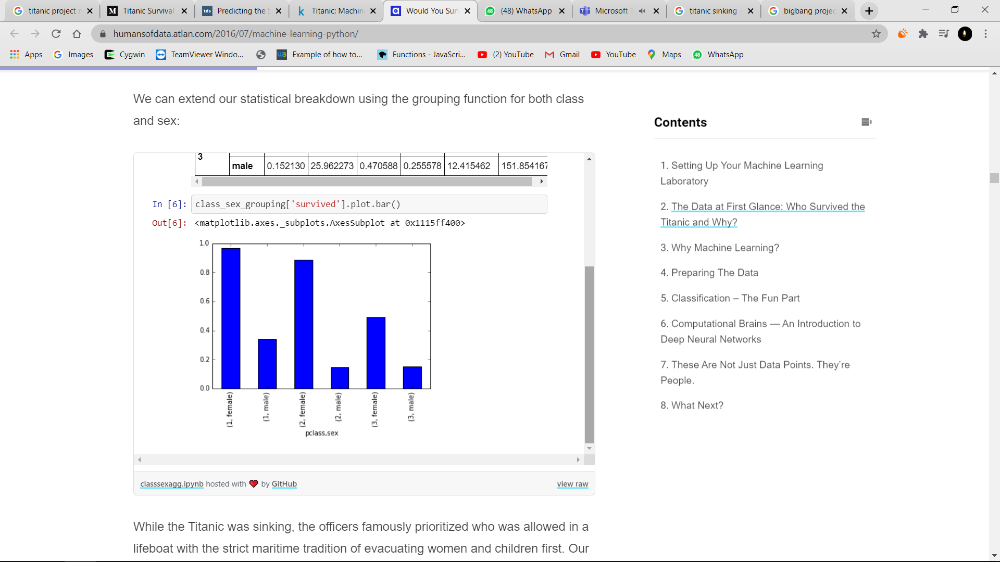 titanic project n
Titanic Survival
tds Predicting the S
Titanic: Machin
Would You Sur
48 (48) WhatsApp
Microsoft T
titanic sinking -
bigbang projec
humansofdata.atlan.com/2016/07/machine-learning-python/
Apps
Images
Cygwin
TeamViewer Windo...
Example of how to...
Functions - JavaScri...
(2) YouTube
Gmail
YouTube
Maps
48 WhatsApp
We can extend our statistical breakdown using the grouping function for both class
and sex:
3
male 0.152130 25.962273 0.470588 0.255578 12.415462 151.854167
In [6]: class_sex_grouping['survived'].plot.bar()
Out[6]: <matplotlib.axes._subplots.AxesSubplot at 0x1115ff400>
1.0
0.8
0.6
0.4
0.2
0.0
(1, female)
(1, male)
(2, female)
(2, male)
(3, female)
(3, male)
pclass,sex
classsexagg.ipynb hosted with ❤ by GitHub
view raw
While the Titanic was sinking, the officers famously prioritized who was allowed in a
lifeboat with the strict maritime tradition of evacuating women and children first. Our
Contents
1. Setting Up Your Machine Learning
Laboratory
2. The Data at First Glance: Who Survived the
Titanic and Why?
3. Why Machine Learning?
4. Preparing The Data
5. Classification – The Fun Part
6. Computational Brains — An Introduction to
Deep Neural Networks
7. These Are Not Just Data Points. They’re
People.
8. What Next?